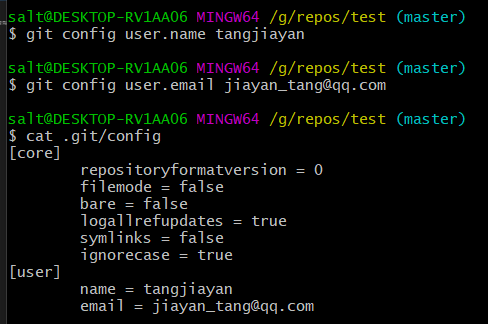 salt@DESKTOP-RV1AA06 MINGW64 /g/repos/test (master)
$ git config user.name tangjiayan
salt@DESKTOP-RV1AA06 MINGW64 /g/repos/test (master)
$ git config user.email jiayan_tang@qq.com
salt@DESKTOP-RV1AA06 MINGW64 /g/repos/test (master)
$ cat .git/config
[core]
        repositoryformatversion = 0
        filemode = false
        bare = false
        logallrefupdates = true
        symlinks = false
        ignorecase = true
[user]
        name = tangjiayan
        email = jiayan_tang@qq.com